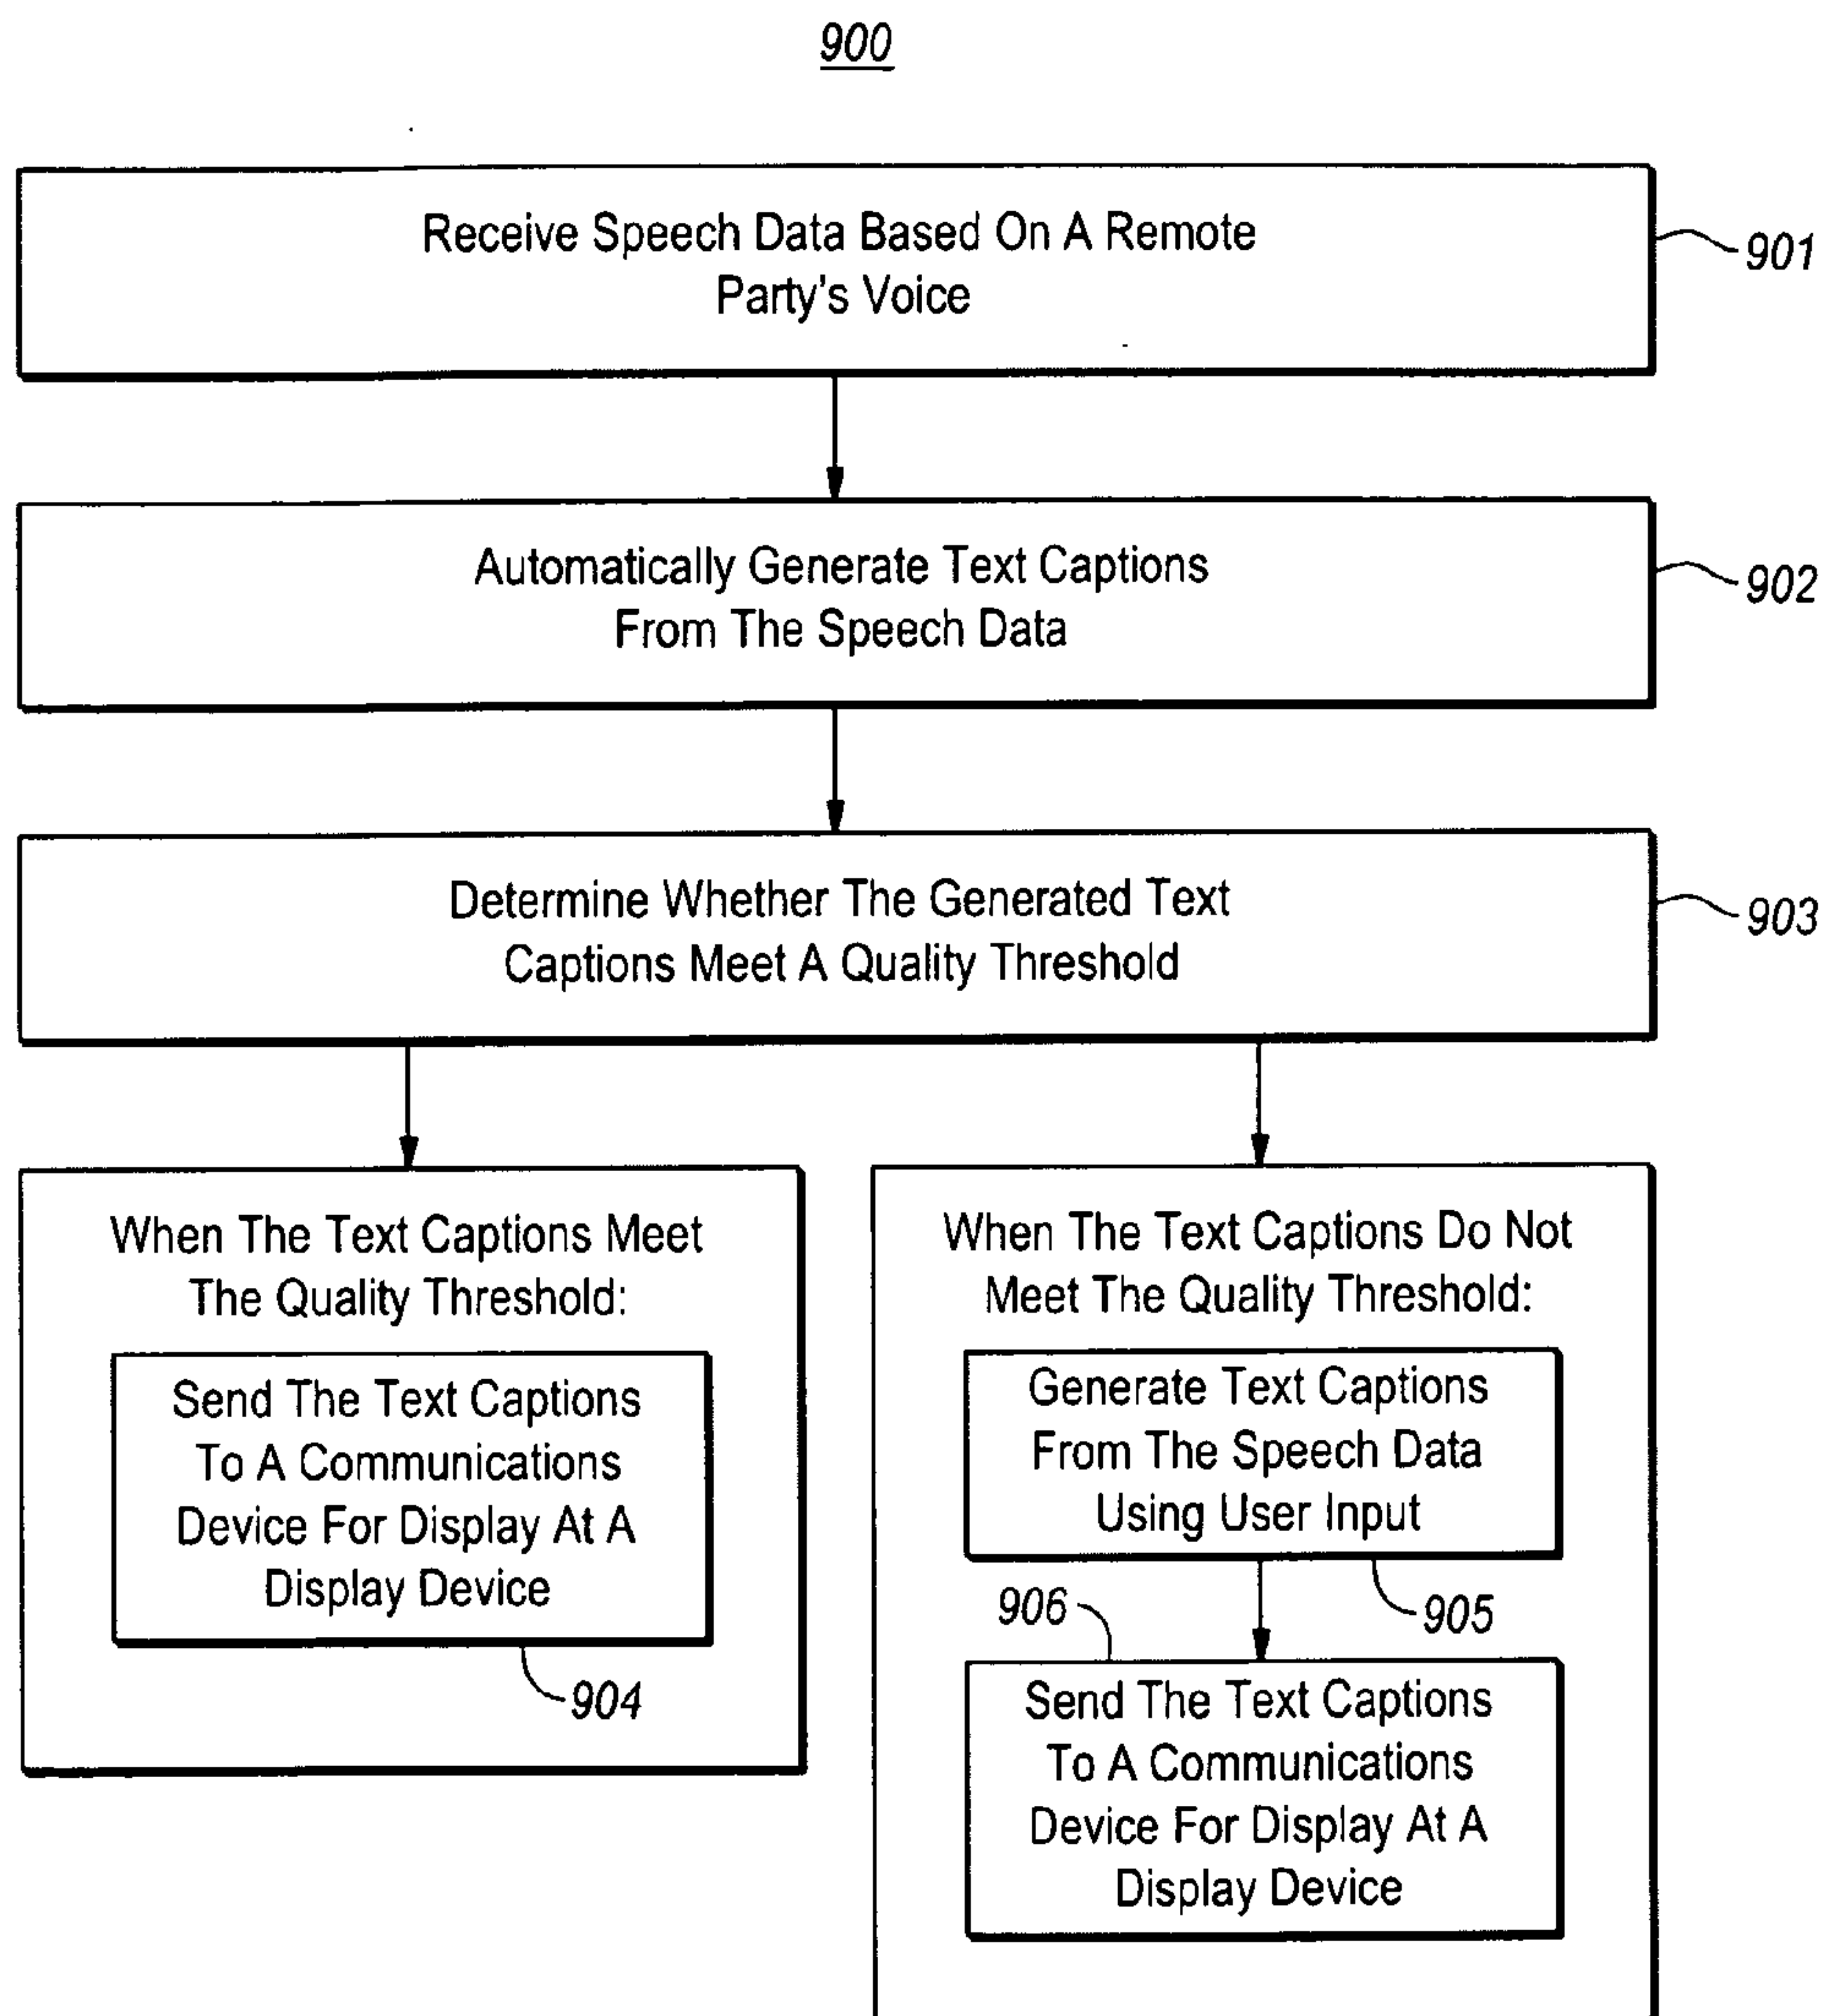 900
Receive Speech Data Based On A Remote
Party's Voice
901
Automatically Generate Text Captions
From The Speech Data
902
Determine Whether The Generated Text
Captions Meet A Quality Threshold
903
When The Text Captions Meet
The Quality Threshold:
Send The Text Captions
To A Communications
Device For Display At A
Display Device
904
When The Text Captions Do Not
Meet The Quality Threshold:
Generate Text Captions
From The Speech Data
Using User Input
905
906
Send The Text Captions
To A Communications
Device For Display At A
Display Device